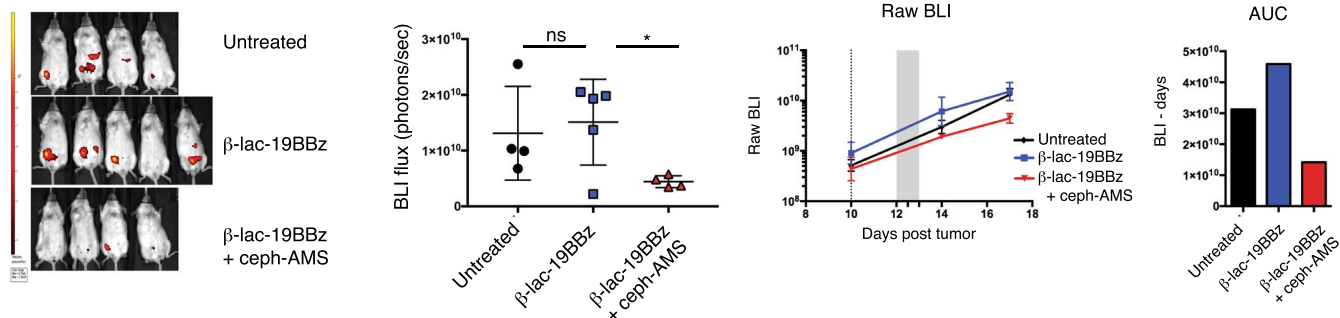 Untreated
β-lac-19BBz
β-lac-19BBz
+ ceph-AMS
BLI flux (photons/sec)
3×10¹⁰
2×10¹⁰
1×10¹⁰
0
ns
*
Untreated
β-lac-19BBz
β-lac-19BBz
+ ceph-AMS
Raw BLI
Raw BLI
10¹¹
10¹⁰
10⁹
10⁸
8 10 12 14 16 18
Days post tumor
Untreated
β-lac-19BBz
β-lac-19BBz
+ ceph-AMS
AUC
BLI - days
5×10¹⁰
4×10¹⁰
3×10¹⁰
2×10¹⁰
1×10¹⁰
0
Untreated
β-lac-19BBz
β-lac-19BBz
+ ceph-AMS